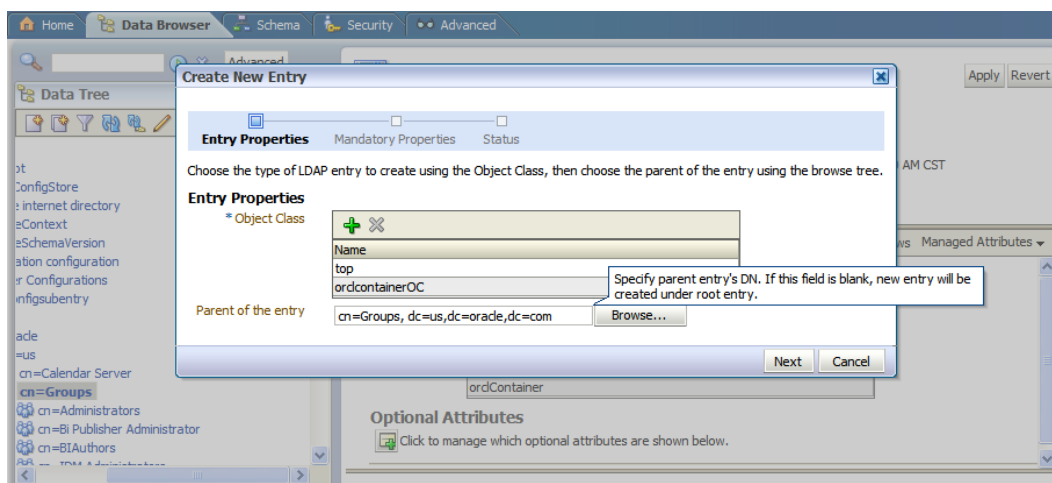 Home
Data Browser
Schema
Security
Advanced
Advanced
Create New Entry
Apply
Revert
Data Tree
Entry Properties
Mandatory Properties
Status
Choose the type of LDAP entry to create using the Object Class, then choose the parent of the entry using the browse tree.
AM CST
ConfigStore
internet directory
Entry Properties
* Object Class
Name
top
orclcontainerOC
Managed Attributes
Specify parent entry's DN. If this field is blank, new entry will be
created under root entry.
Parent of the entry
cn=Groups, dc=us,dc=oracle,dc=com
Browse...
eContext
eSchemaVersion
ation configuration
er Configurations
onfigsubentry
acle
=us
cn=Calendar Server
Next
Cancel
cn=Groups
orclContainer
cn=Administrators
cn=Bi Publisher Administrator
cn=BIAuthors
Optional Attributes
Click to manage which optional attributes are shown below.